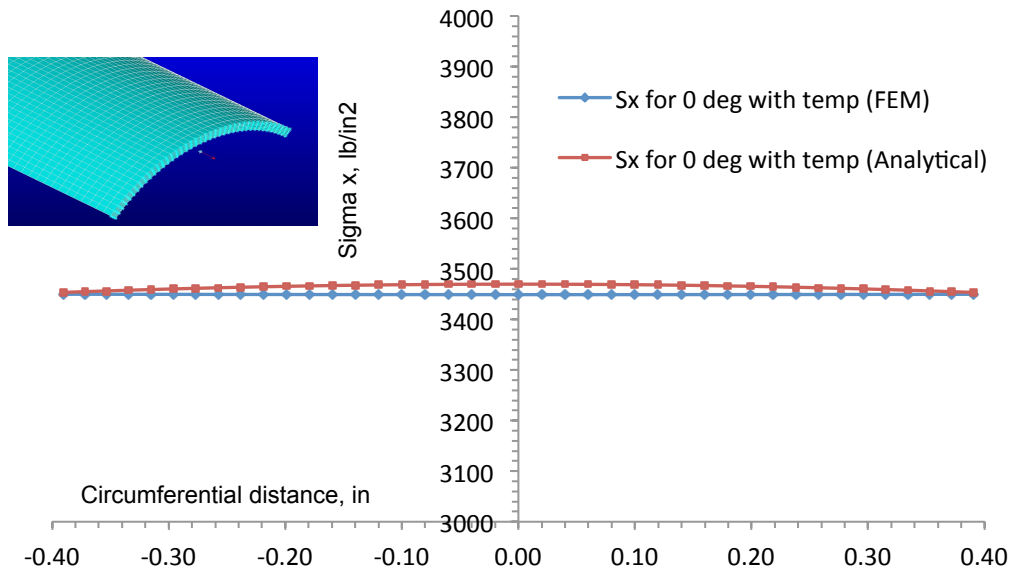 4000
3900
3800
3700
3600
3500
3400
3300
3200
3100
3000
Sigma x, lb/in2
Sx for 0 deg with temp (FEM)
Sx for 0 deg with temp (Analytical)
Circumferential distance, in
-0.40 -0.30 -0.20 -0.10 0.00 0.10 0.20 0.30 0.40